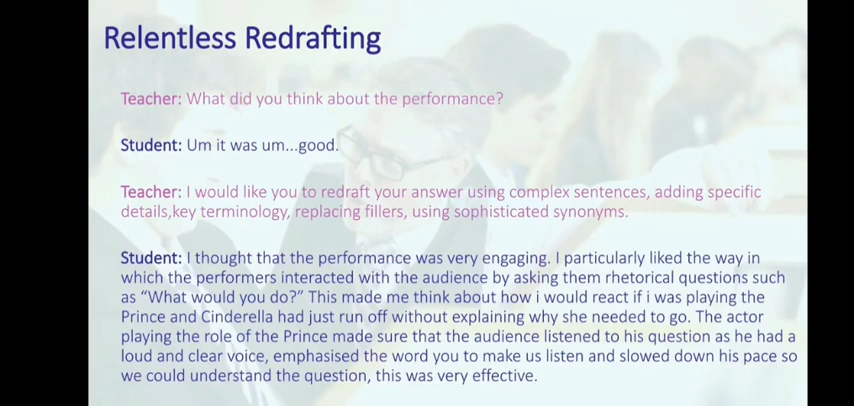 Relentless Redrafting
Teacher: What did you think about the performance?
Student: Um it was um...good.
Teacher: I would like you to redraft your answer using complex sentences, adding specific
details,key terminology, replacing fillers, using sophisticated synonyms.
Student: I thought that the performance was very engaging. I particularly liked the way in
which the performers interacted with the audience by asking them rhetorical questions such
as “What would you do?” This made me think about how i would react if i was playing the
Prince and Cinderella had just run off without explaining why she needed to go. The actor
playing the role of the Prince made sure that the audience listened to his question as he had a
loud and clear voice, emphasised the word you to make us listen and slowed down his pace so
we could understand the question, this was very effective.